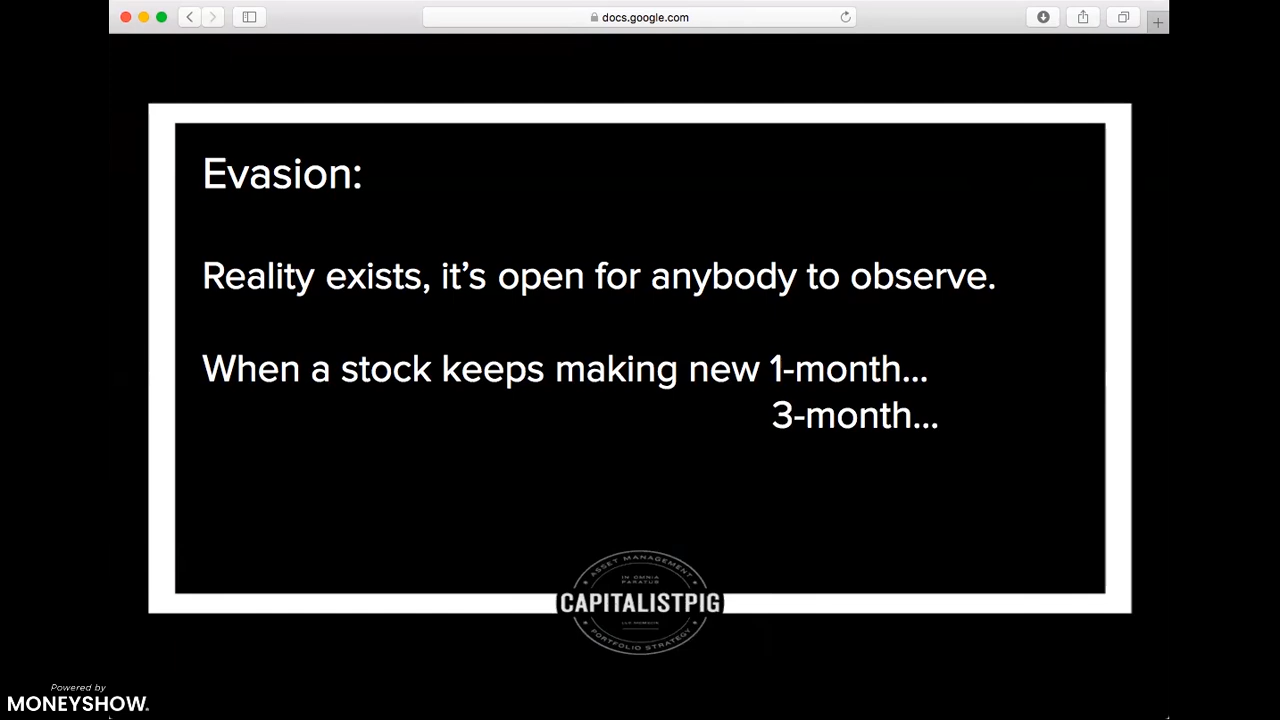 docs.google.com
Evasion:
Reality exists, it’s open for anybody to observe.
When a stock keeps making new 1-month...
3-month...
ASSET MANAGEMENT
IN OMNIA
PARATUS
CAPITALISTPIG
PORTFOLIO STRATEGY
Powered by
MONEYSHOW.